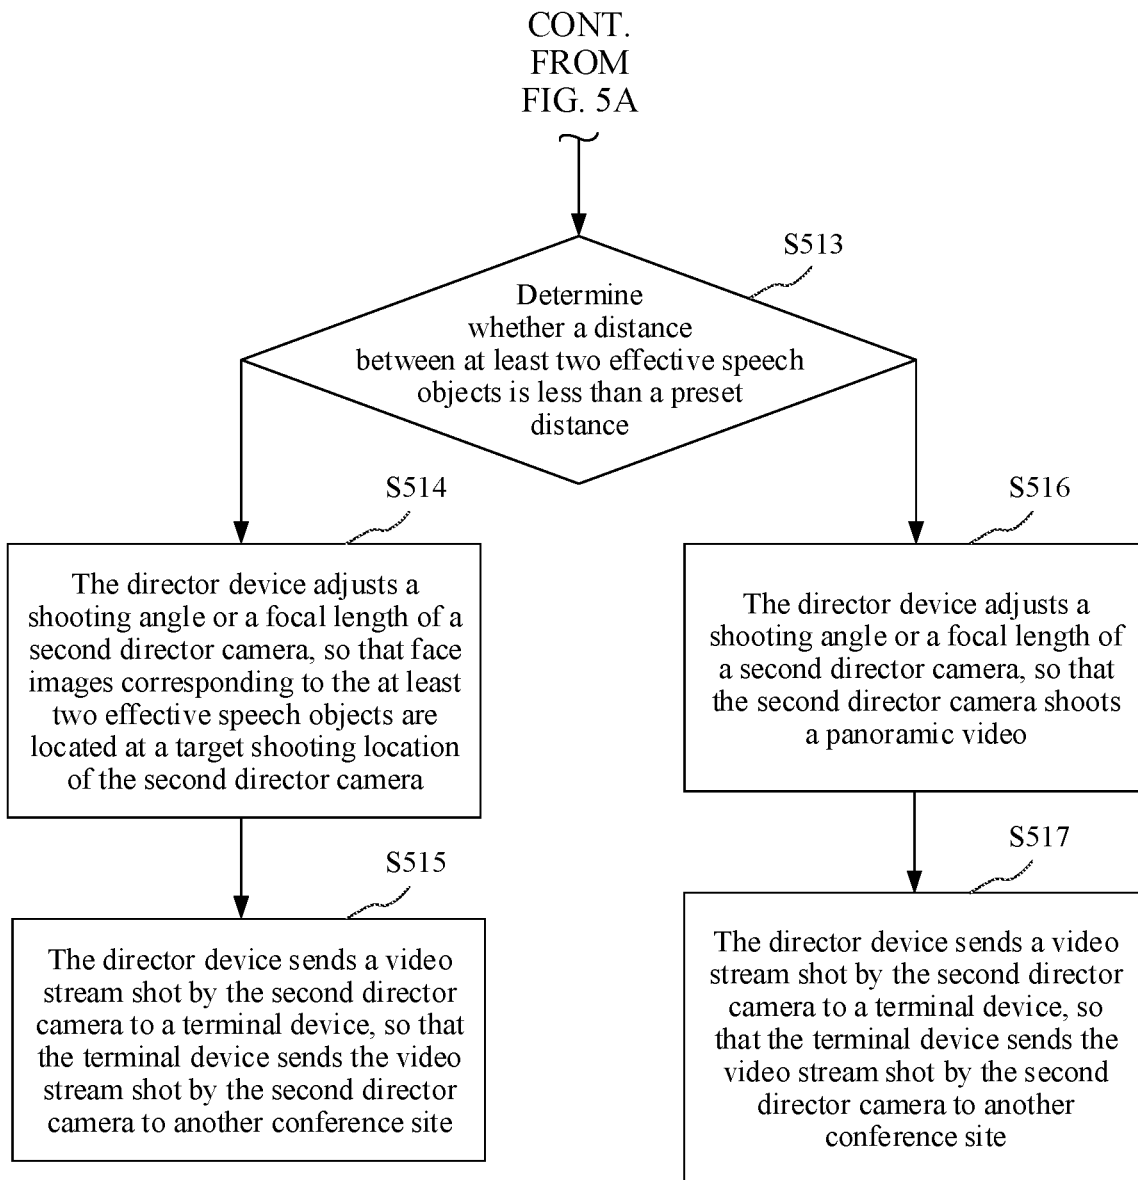 CONT.
FROM
FIG. 5A
S513
Determine
whether a distance
between at least two effective speech
objects is less than a preset
distance
S514
The director device adjusts a
shooting angle or a focal length of a
second director camera, so that face
images corresponding to the at least
two effective speech objects are
located at a target shooting location
of the second director camera
S516
The director device adjusts a
shooting angle or a focal length of
a second director camera, so that
the second director camera shoots
a panoramic video
S515
The director device sends a video
stream shot by the second director
camera to a terminal device, so that
the terminal device sends the video
stream shot by the second director
camera to another conference site
S517
The director device sends a video
stream shot by the second director
camera to a terminal device, so
that the terminal device sends the
video stream shot by the second
director camera to another
conference site